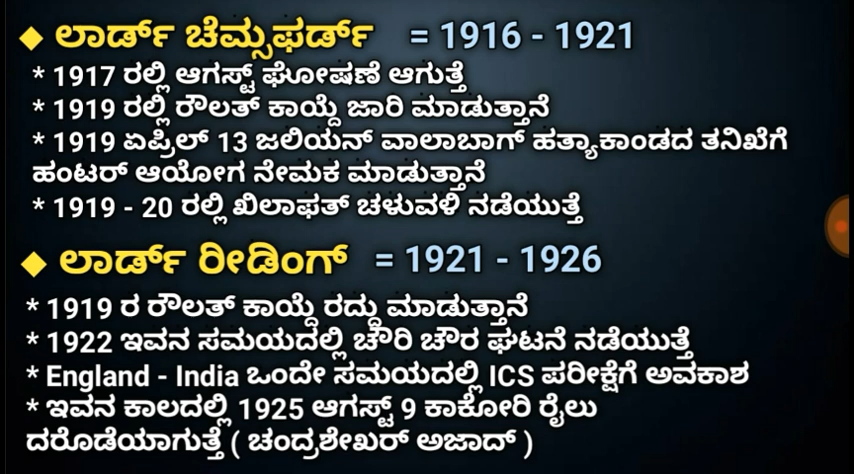 ◆ ಲಾರ್ಡ್ ಚೆಮ್ಸಫರ್ಡ್ = 1916 - 1921
* 1917 ರಲ್ಲಿ ಆಗಸ್ಟ್ ಘೋಷಣೆ ಆಗುತ್ತೆ
* 1919 ರಲ್ಲಿ ರೌಲತ್ ಕಾಯ್ದೆ ಜಾರಿ ಮಾಡುತ್ತಾನೆ
* 1919 ಏಪ್ರಿಲ್ 13 ಜಲಿಯನ್ ವಾಲಾಬಾಗ್ ಹತ್ಯಾಕಾಂಡದ ತನಿಖೆಗೆ
ಹಂಟರ್ ಆಯೋಗ ನೇಮಕ ಮಾಡುತ್ತಾನೆ
* 1919 - 20 ರಲ್ಲಿ ಖಿಲಾಫತ್ ಚಳುವಳಿ ನಡೆಯುತ್ತೆ
◆ ಲಾರ್ಡ್ ರೀಡಿಂಗ್ = 1921 - 1926
* 1919 ರ ರೌಲತ್ ಕಾಯ್ದೆ ರದ್ದು ಮಾಡುತ್ತಾನೆ
* 1922 ಇವನ ಸಮಯದಲ್ಲಿ ಚೌರಿ ಚೌರ ಘಟನೆ ನಡೆಯುತ್ತೆ
* England - India ಒಂದೇ ಸಮಯದಲ್ಲಿ ICS ಪರೀಕ್ಷೆಗೆ ಅವಕಾಶ
* ಇವನ ಕಾಲದಲ್ಲಿ 1925 ಆಗಸ್ಟ್ 9 ಕಾಕೋರಿ ರೈಲು
ದರೊಡೆಯಾಗುತ್ತೆ ( ಚಂದ್ರಶೇಖರ್ ಅಜಾದ್ )